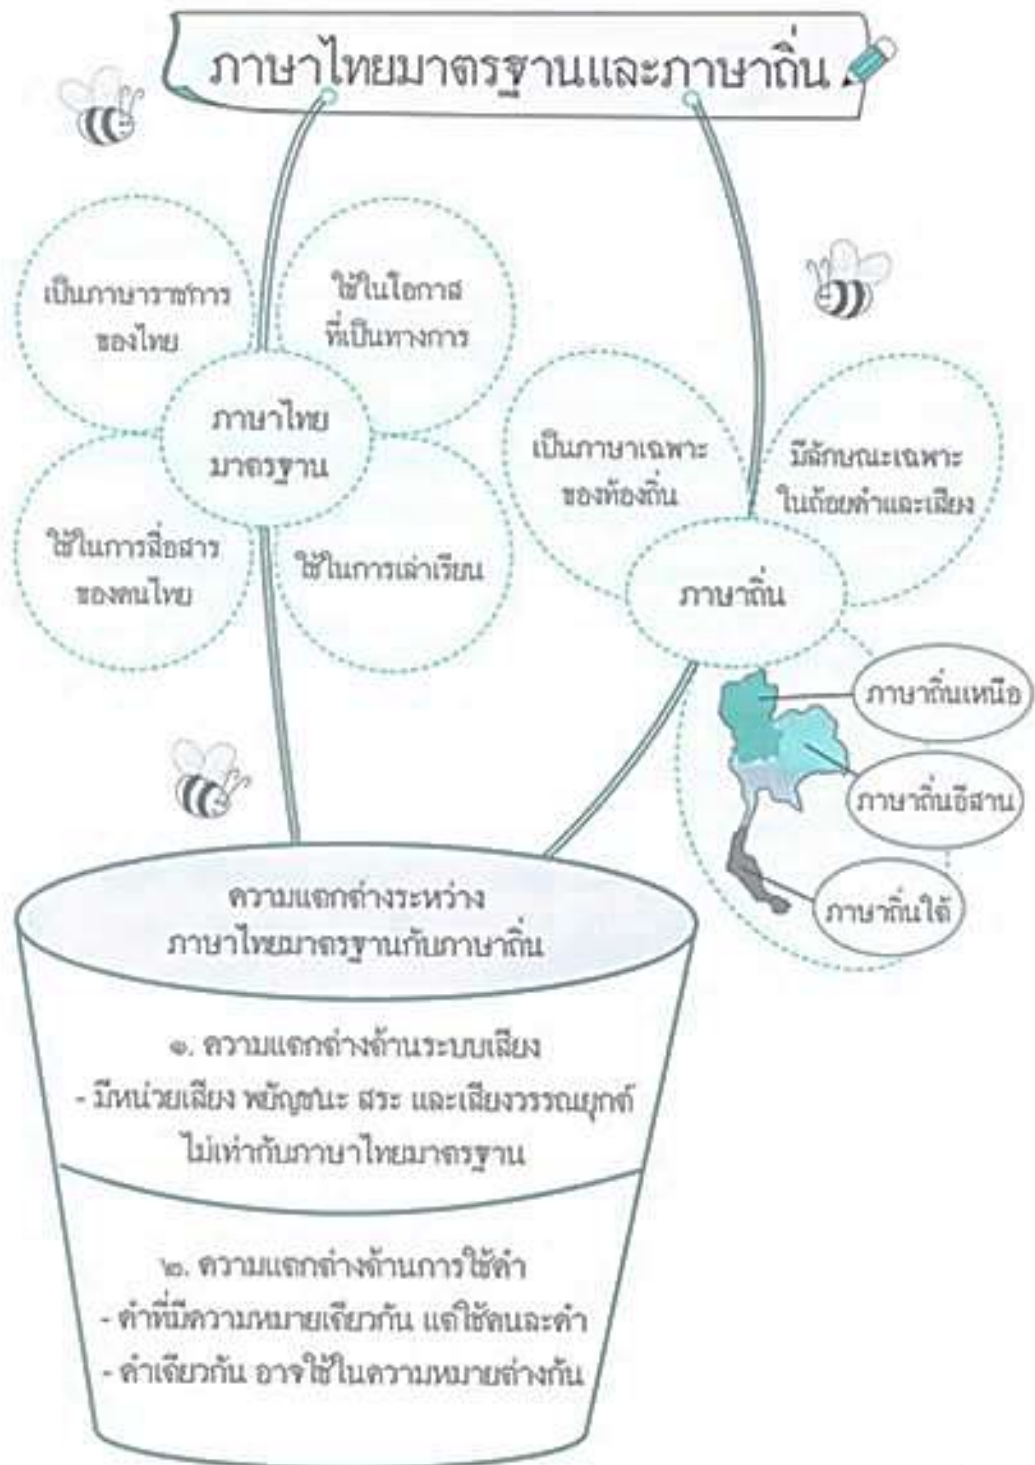 ภาษาไทยมาตรฐานและภาษาถิ่น
เป็นภาษาราชการ
ของไทย
ใช้ในโอกาส
ที่เป็นทางการ
ภาษาไทย
มาตรฐาน
ใช้ในการสื่อสาร
ของคนไทย
ใช้ในการเล่าเรียน
เป็นภาษาเฉพาะ
ของท้องถิ่น
มีลักษณะเฉพาะ
ในถ้อยคำและเสียง
ภาษาถิ่น
ภาษาถิ่นเหนือ
ภาษาถิ่นอีสาน
ภาษาถิ่นใต้
ความแตกต่างระหว่าง
ภาษาไทยมาตรฐานกับภาษาถิ่น
๑. ความแตกต่างด้านระบบเสียง
- มีหน่วยเสียง พยัญชนะ สระ และเสียงวรรณยุกต์
ไม่เท่ากับภาษาไทยมาตรฐาน
๒. ความแตกต่างด้านการใช้คำ
- คำที่มีความหมายเดียวกัน แต่ใช้คนละคำ
- คำเดียวกัน อาจใช้ในความหมายต่างกัน